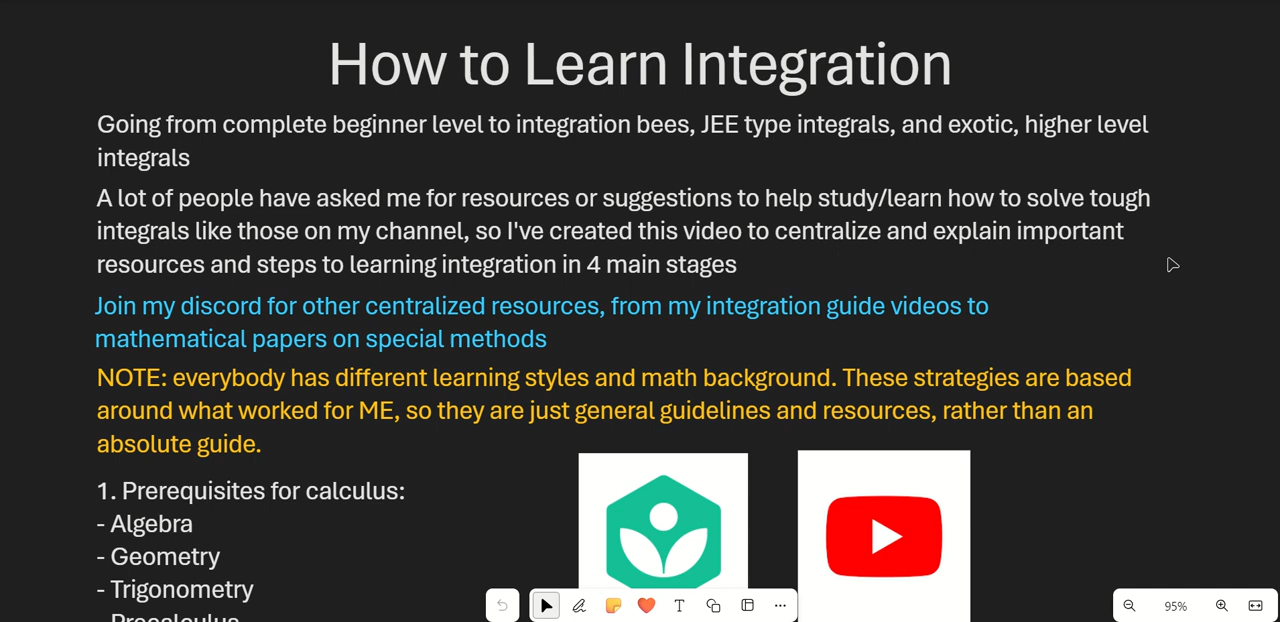 How to Learn Integration
Going from complete beginner level to integration bees, JEE type integrals, and exotic, higher level
integrals
A lot of people have asked me for resources or suggestions to help study/learn how to solve tough
integrals like those on my channel, so I've created this video to centralize and explain important
resources and steps to learning integration in 4 main stages
Join my discord for other centralized resources, from my integration guide videos to
mathematical papers on special methods
NOTE: everybody has different learning styles and math background. These strategies are based
around what worked for ME, so they are just general guidelines and resources, rather than an
absolute guide.
1. Prerequisites for calculus:
- Algebra
- Geometry
- Trigonometry
- Precalculus
95%